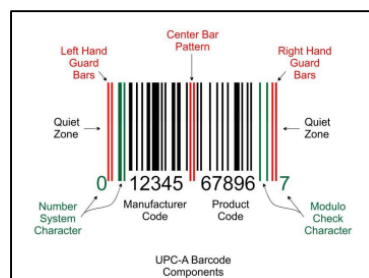 Center Bar
Pattern
Left Hand
Guard
Bars
Right Hand
Guard
Bars
Quiet
Zone
Quiet
Zone
0 12345 67896 7
Number
System
Character
Manufacturer
Code
Product
Code
Modulo
Check
Character
UPC-A Barcode
Components